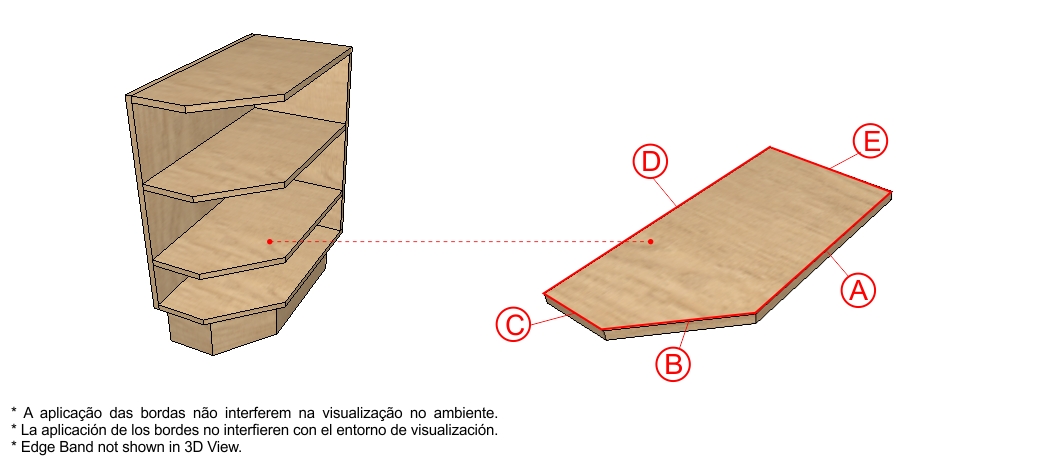 E
D
A
C
B
* A aplicação das bordas não interferem na visualização no ambiente.
* La aplicación de los bordes no interfieren con el entorno de visualización.
* Edge Band not shown in 3D View.